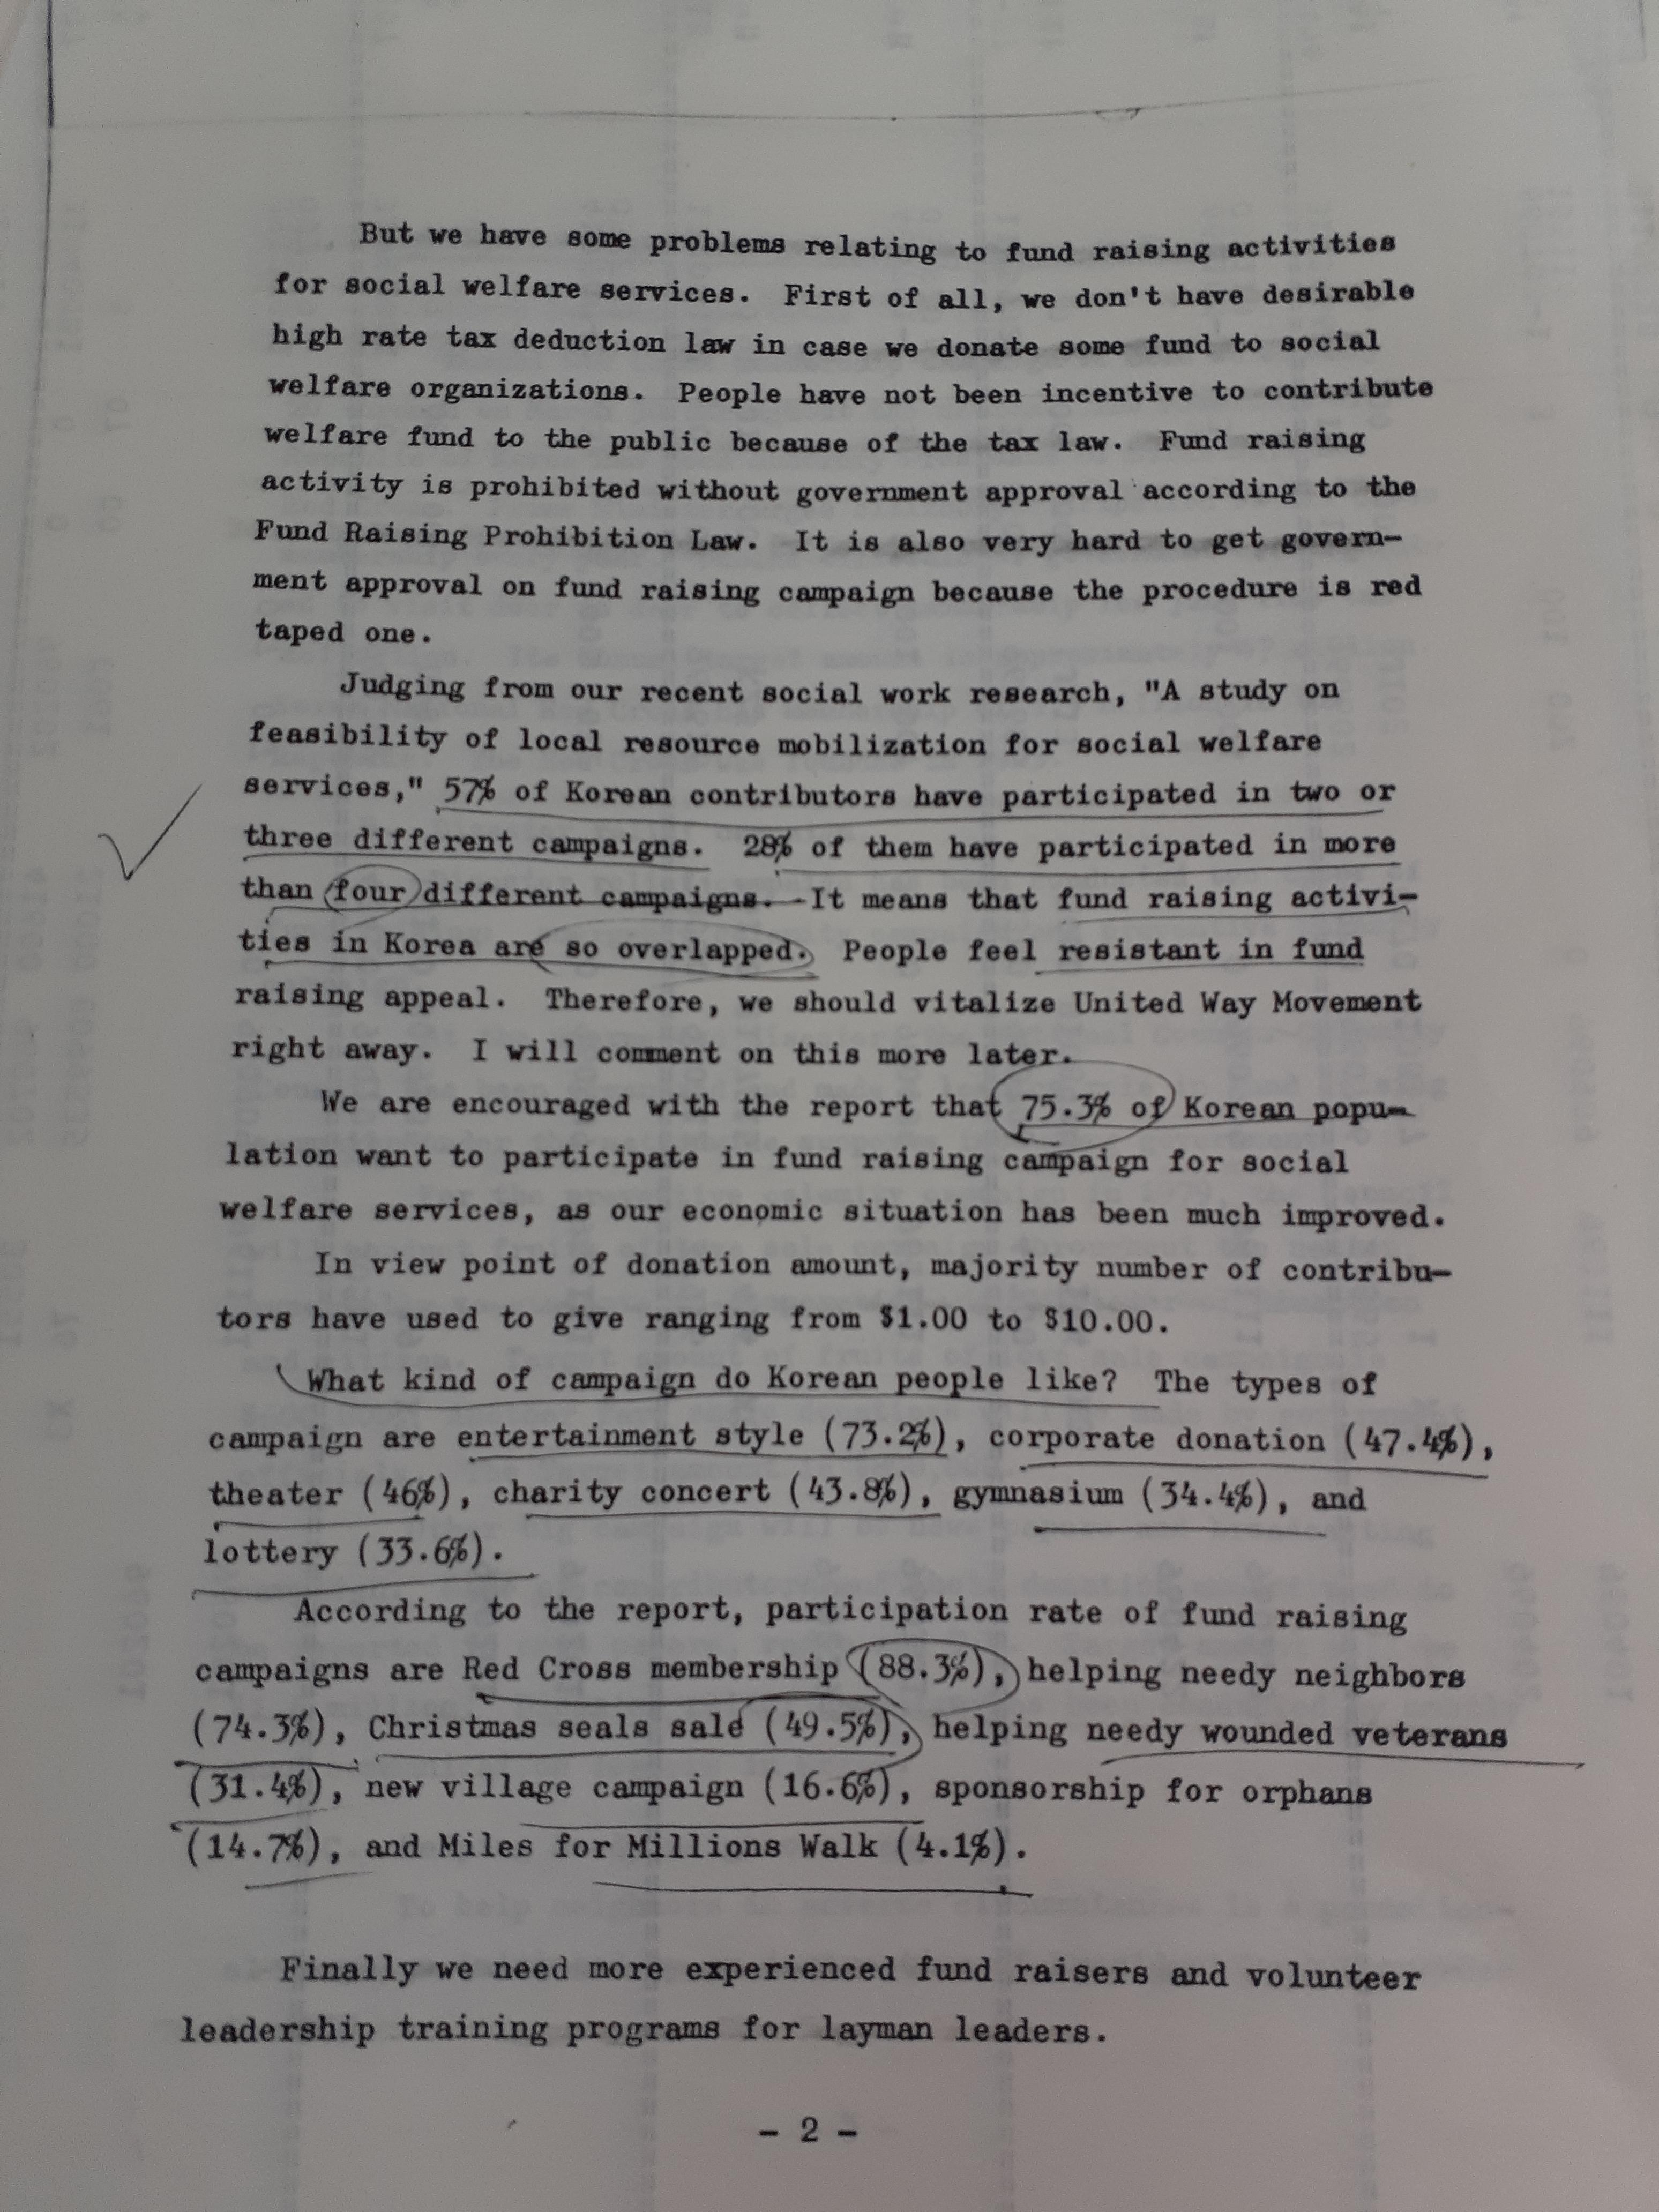 But we have some problems relating to fund raising activities
for social welfare services. First of all, we don't have desirable
high rate tax deduction law in case we donate some fund to social
welfare organizations. People have not been incentive to contribute
welfare fund to the public because of the tax law. Fund raising
activity is prohibited without government approval according to the
Fund Raising Prohibition Law. It is also very hard to get govern-
ment approval on fund raising campaign because the procedure is red
taped one.
Judging from our recent social work research, "A study on
feasibility of local resource mobilization for social welfare
services," 57% of Korean contributors have participated in two or
three different campaigns. 28% of them have participated in more
than four different campaigns. It means that fund raising activi-
ties in Korea are so overlapped. People feel resistant in fund
raising appeal. Therefore, we should vitalize United Way Movement
right away. I will comment on this more later.
We are encouraged with the report that 75.3% of Korean popu-
lation want to participate in fund raising campaign for social
welfare services, as our economic situation has been much improved.
In view point of donation amount, majority number of contribu-
tors have used to give ranging from $1.00 to $10.00.
What kind of campaign do Korean people like? The types of
campaign are entertainment style (73.2%), corporate donation (47.4%),
theater (46%), charity concert (43.8%), gymnasium (34.4%), and
lottery (33.6%).
According to the report, participation rate of fund raising
campaigns are Red Cross membership (88.3%), helping needy neighbors
(74.3%), Christmas seals sale (49.5%), helping needy wounded veterans
(31.4%), new village campaign (16.6%), sponsorship for orphans
(14.7%), and Miles for Millions Walk (4.1%).
Finally we need more experienced fund raisers and volunteer
leadership training programs for layman leaders.
- 2 -